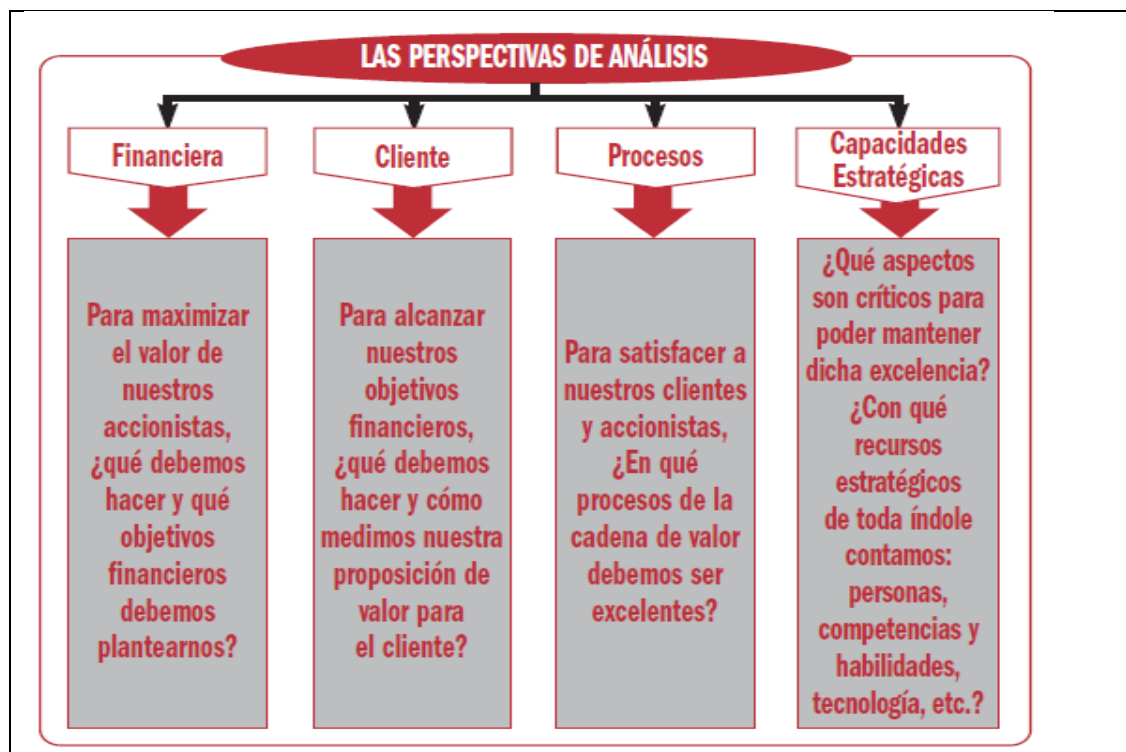 LAS PERSPECTIVAS DE ANÁLISIS
Financiera
Para maximizar
el valor de
nuestros
accionistas,
¿qué debemos
hacer y qué
objetivos
financieros
debemos
plantearnos?
Cliente
Para alcanzar
nuestros
objetivos
financieros,
¿qué debemos
hacer y cómo
medimos nuestra
proposición de
valor para
el cliente?
Procesos
Para satisfacer a
nuestros clientes
y accionistas,
¿En qué
procesos de la
cadena de valor
debemos ser
excelentes?
Capacidades
Estratégicas
¿Qué aspectos
son críticos para
poder mantener
dicha excelencia?
¿Con qué
recursos
estratégicos
de toda índole
contamos:
personas,
competencias y
habilidades,
tecnología, etc.?